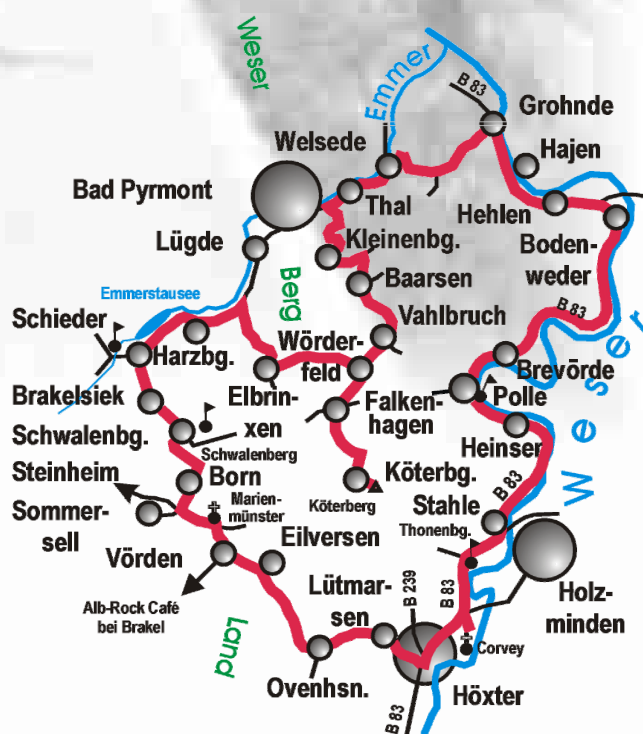 Weser
Emmer
B 83
Grohnde
Welsede
Hajen
Bad Pyrmont
Thal
Hehlen
Lügde
Kleinenbg.
Boden-
weder
Berg
Baarsen
Emmerstausee
B 83
Vahlbruch
Schieder
Weser
Harzbg.
Wörder-
feld
Brevörde
Brakelsiek
Elbrin-
xen
Falken-
hagen
Polle
Schwalenbg.
Schwalenberg
Heinser
Steinheim
Born
Köterbg.
Köterberg
B 83
Sommer-
sell
Marien-
münster
Stahle
Thonenbg.
Vörden
Eilversen
Alb-Rock Café
bei Brakel
Lütmar-
sen
B 239
B 83
Holz-
minden
Land
Corvey
Ovenhsn.
Höxter
B 83